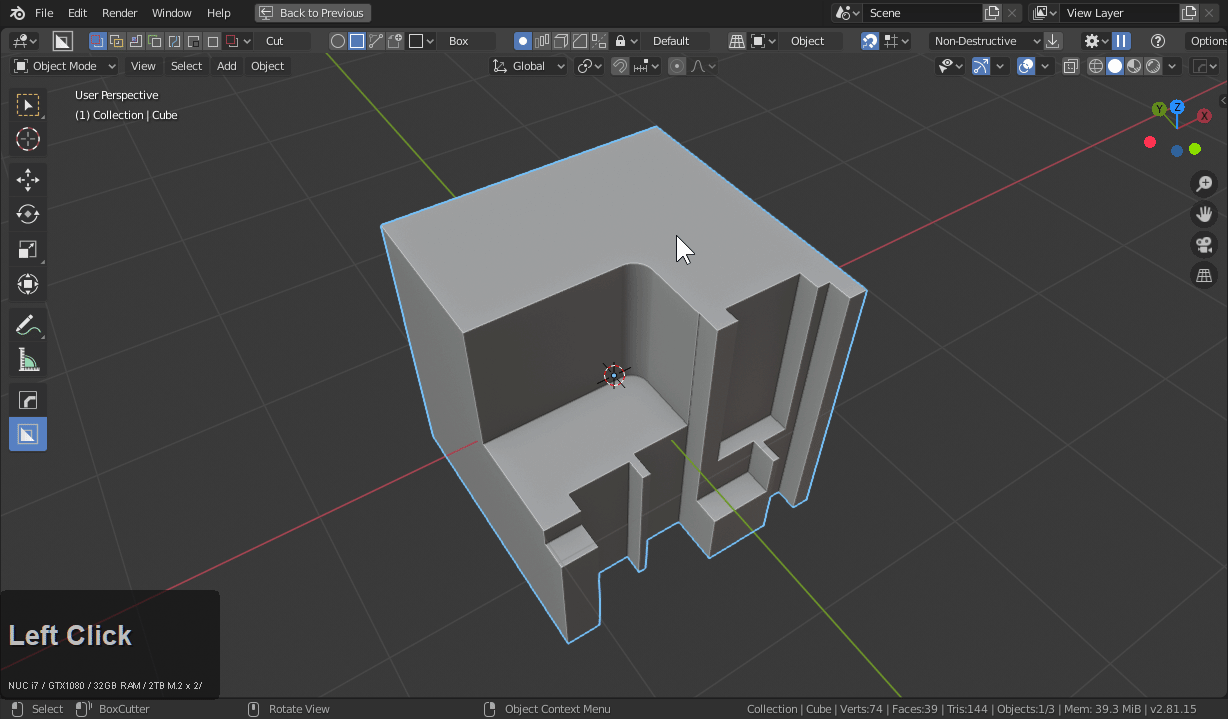 File Edit Render Window Help Back to Previous Scene View Layer
Cut Box Default Object Non-Destructive Options
Object Mode View Select Add Object Global
User Perspective
(1) Collection | Cube
Y Z X
Left Click
NUC i7 / GTX1080 / 32GB RAM / 2TB M.2 x 2/
Select BoxCutter Rotate View Object Context Menu Collection | Cube | Verts:74 | Faces:39 | Tris:144 | Objects:1/3 | Mem: 39.3 MiB | v2.81.15